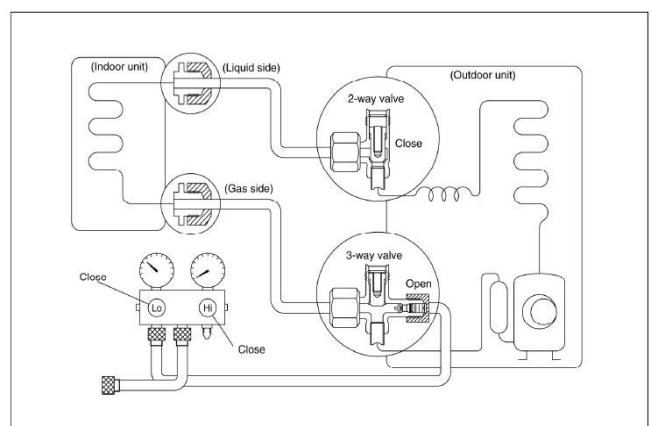 (Indoor unit)
(Liquid side)
(Outdoor unit)
2-way valve
Close
(Gas side)
3-way valve
Open
Close
Lo
Hi
Close